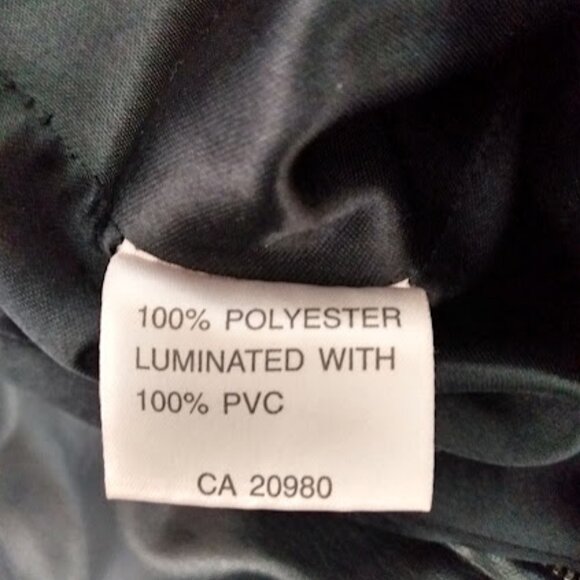 100% POLYESTER
LUMINATED WITH
100% PVC
CA 20980